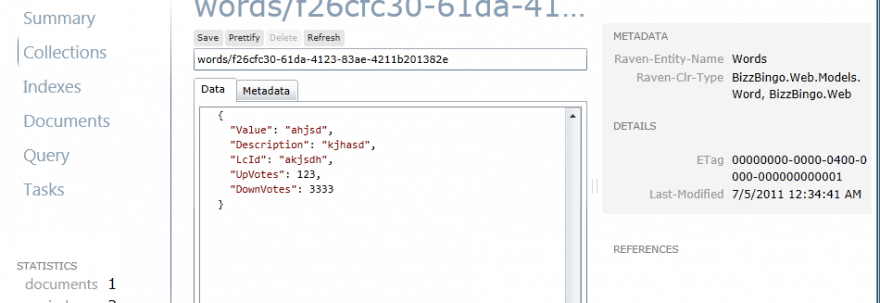 words/f26cfc30-61da-41...
Summary
Collections
Indexes
Documents
Query
Tasks
STATISTICS
documents 1
Save Prettify Delete Refresh
words/f26cfc30-61da-4123-83ae-4211b201382e
Data Metadata
{
"Value": "ahjsd",
"Description": "kjhasd",
"LcId": "akjsdh",
"UpVotes": 123,
"DownVotes": 3333
}
METADATA
Raven-Entity-Name Words
Raven-Clr-Type BizzBingo.Web.Models.
Word, BizzBingo.Web
DETAILS
ETag 00000000-0000-0400-0
000-000000000001
Last-Modified 7/5/2011 12:34:41 AM
REFERENCES